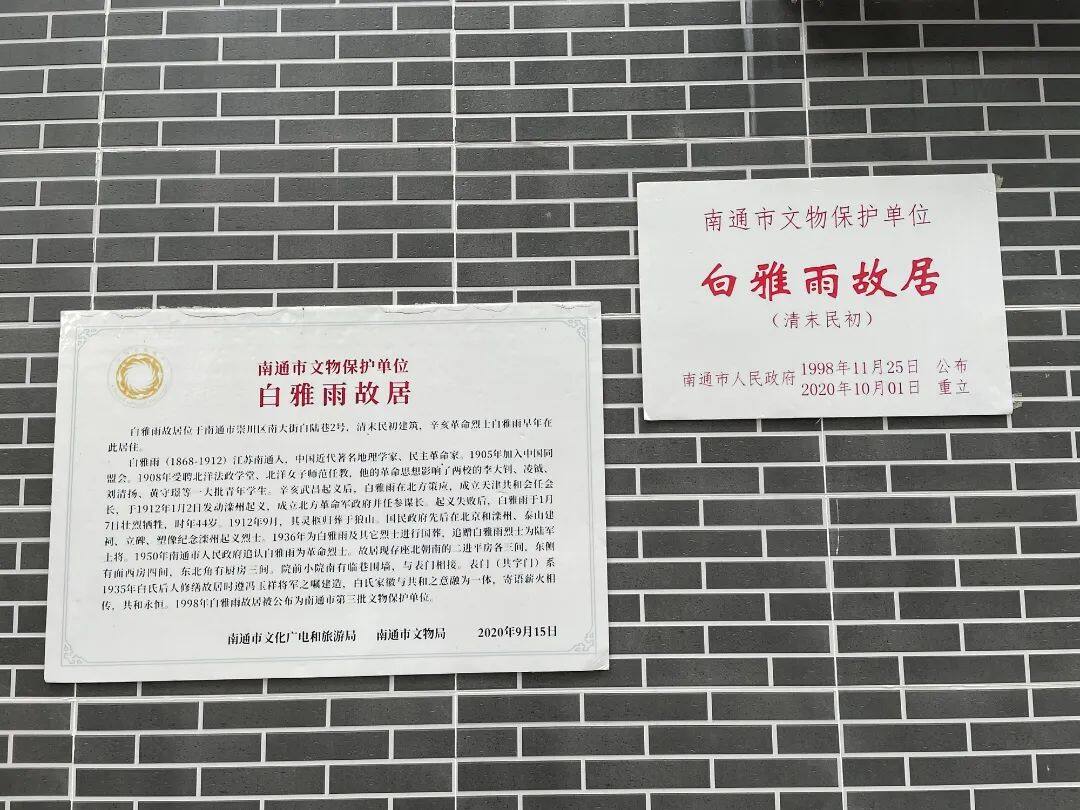 南通市文物保护单位
白雅雨故居
白雅雨故居位于南通市崇川区南大街白陆巷2号，清末民初建筑，辛亥革命烈士白雅雨早年在
此居住。
白雅雨（1868-1912）江苏南通人，中国近代著名地理学家、民主革命家。1905年加入中国同
盟会。1908年受聘北洋法政学堂、北洋女子师范任教，他的革命思想影响了两校的李大钊、凌钺、
刘清扬、黄守璟等一大批青年学生。辛亥武昌起义后，白雅雨在北方策应，成立天津共和会任会
长，于1912年1月2日发动滦州起义，成立北方革命军政府并任参谋长。起义失败后，白雅雨于1月
7日壮烈牺牲，时年44岁。1912年9月，其灵柩归葬于狼山。国民政府先后在北京和滦州、泰山建
祠、立碑、塑像纪念滦州起义烈士。1936年为白雅雨及其它烈士进行国葬，追赠白雅雨烈士为陆军
上将。1950年南通市人民政府追认白雅雨为革命烈士。故居现存座北朝南的二进平房各三间，东侧
有面西房四间，东北角有厨房三间。院前小院南有临巷围墙，与表门相接。表门（共学门）系
1935年白氏后人修缮故居时遵冯玉祥将军之嘱建造，白氏家徽与共和之意融为一体，寄语薪火相
传，共和永恒。1998年白雅雨故居被公布为南通市第三批文物保护单位。
南通市文化广电和旅游局 南通市文物局 2020年9月15日
南通市文物保护单位
白雅雨故居
（清末民初）
南通市人民政府 1998年11月25日 公布
2020年10月01日 重立